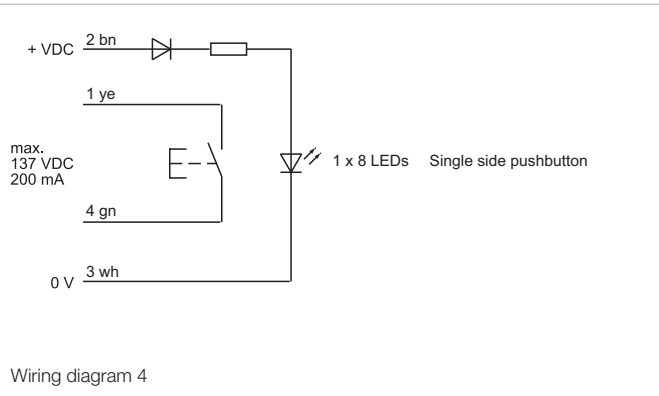 + VDC 2 bn
1 ye
max.
137 VDC
200 mA
1 x 8 LEDs Single side pushbutton
4 gn
0 V 3 wh
Wiring diagram 4